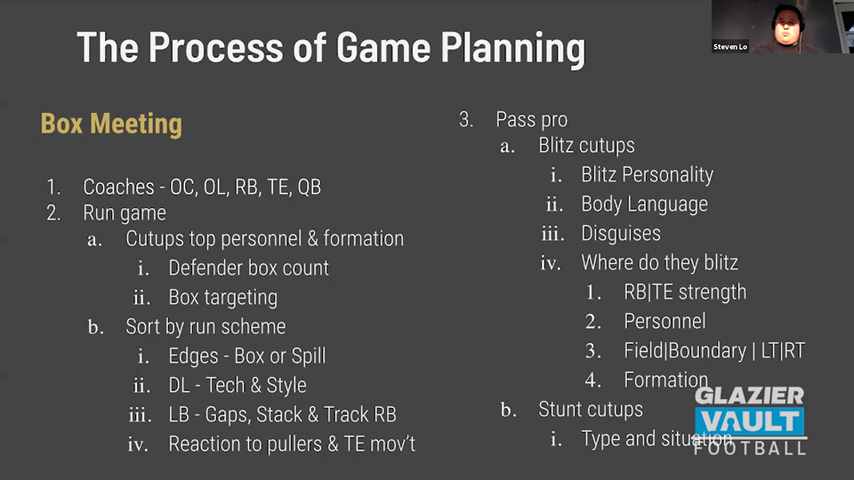 The Process of Game Planning
Steven Lo
Box Meeting
1. Coaches - OC, OL, RB, TE, QB
2. Run game
a. Cutups top personnel & formation
i. Defender box count
ii. Box targeting
b. Sort by run scheme
i. Edges - Box or Spill
ii. DL - Tech & Style
iii. LB - Gaps, Stack & Track RB
iv. Reaction to pullers & TE mov't
3. Pass pro
a. Blitz cutups
i. Blitz Personality
ii. Body Language
iii. Disguises
iv. Where do they blitz
1. RB|TE strength
2. Personnel
3. Field|Boundary | LT|RT
4. Formation
b. Stunt cutups
i. Type and situation
GLAZIER
VAULT
FOOTBALL